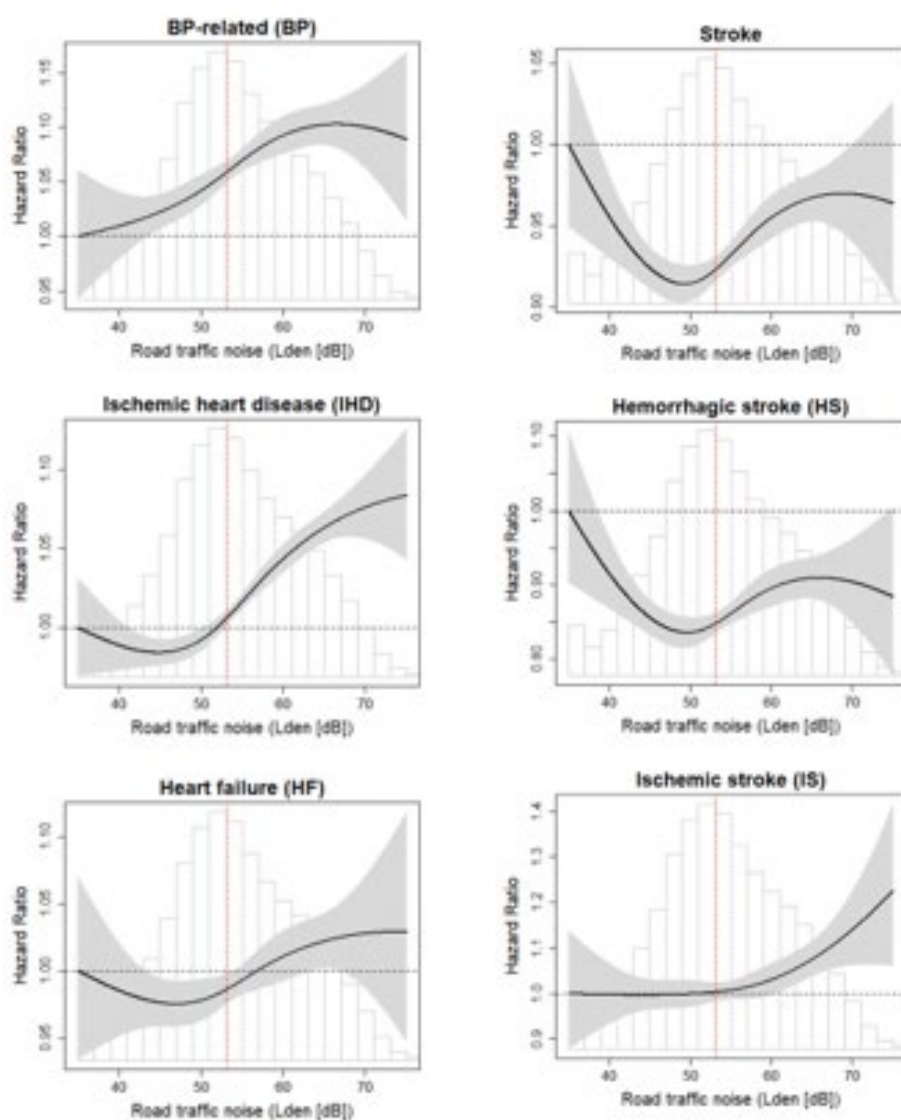 BP-related (BP)
Hazard Ratio
1.15
1.10
1.05
1.00
0.95
40 50 60 70
Road traffic noise (Lden [dB])
Stroke
Hazard Ratio
1.05
1.00
0.95
0.90
40 50 60 70
Road traffic noise (Lden [dB])
Ischemic heart disease (IHD)
Hazard Ratio
1.10
1.05
1.00
40 50 60 70
Road traffic noise (Lden [dB])
Hemorrhagic stroke (HS)
Hazard Ratio
1.10
1.00
0.90
0.80
40 50 60 70
Road traffic noise (Lden [dB])
Heart failure (HF)
Hazard Ratio
1.10
1.05
1.00
0.95
40 50 60 70
Road traffic noise (Lden [dB])
Ischemic stroke (IS)
Hazard Ratio
1.4
1.3
1.2
1.1
1.0
0.9
40 50 60 70
Road traffic noise (Lden [dB])